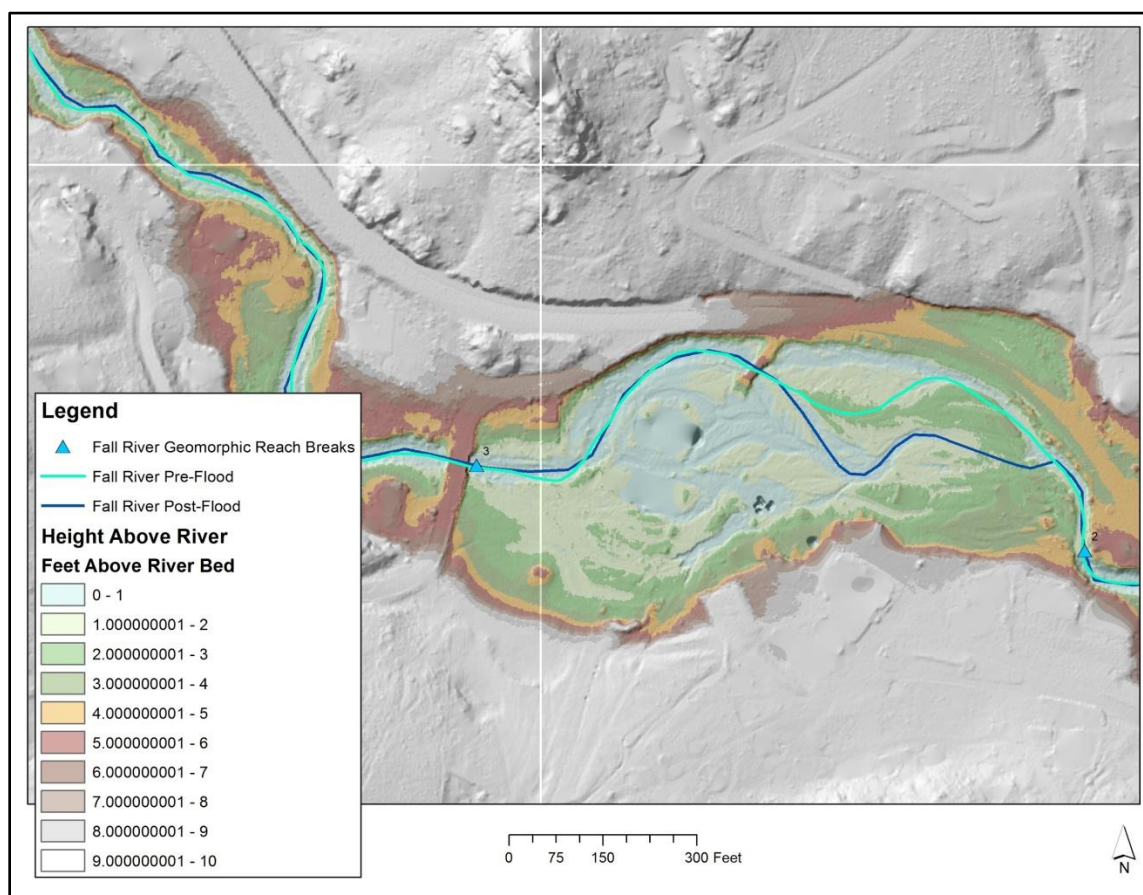 3
2
Legend
Fall River Geomorphic Reach Breaks
Fall River Pre-Flood
Fall River Post-Flood
Height Above River
Feet Above River Bed
0 - 1
1.000000001 - 2
2.000000001 - 3
3.000000001 - 4
4.000000001 - 5
5.000000001 - 6
6.000000001 - 7
7.000000001 - 8
8.000000001 - 9
9.000000001 - 10
0 75 150 300 Feet
N